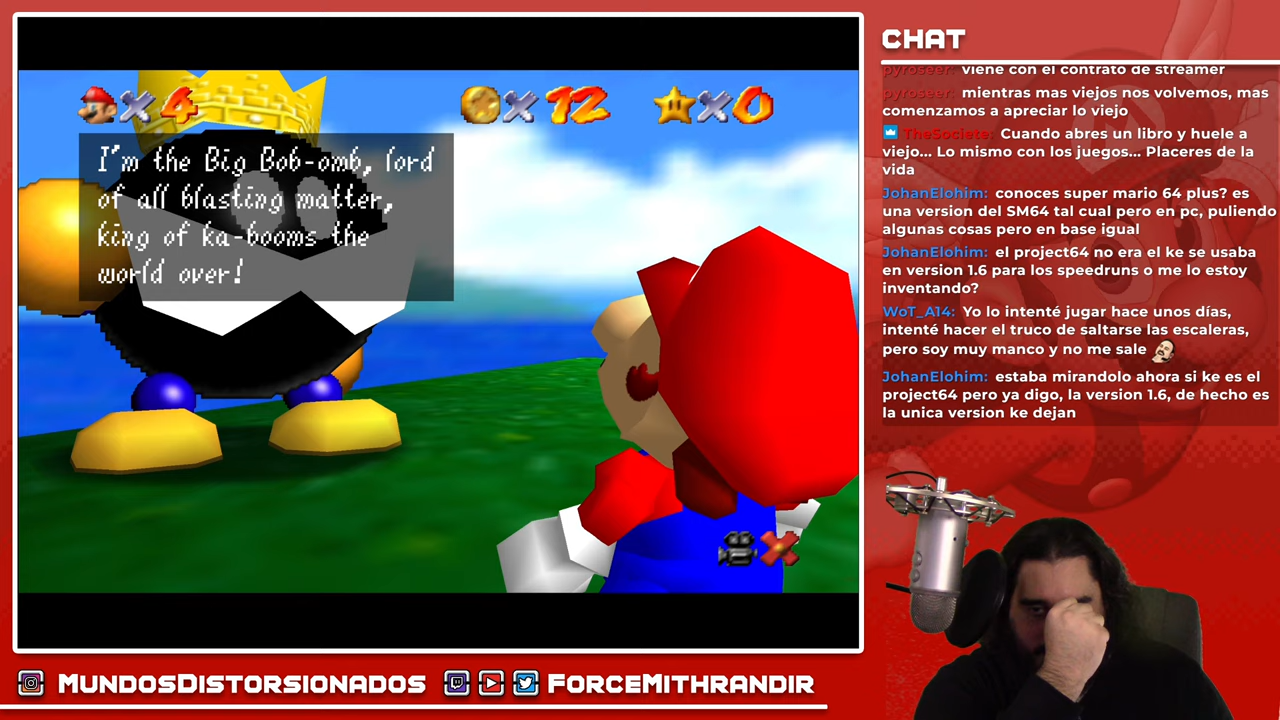 ×4
×12
×0
I'm the Big Bob-omb, lord
of all blasting matter,
king of ka-booms the
world over!
CHAT
pyroseer: viene con el contrato de streamer
pyroseer: mientras mas viejos nos volvemos, mas
comenzamos a apreciar lo viejo
TheSociete: Cuando abres un libro y huele a
viejo... Lo mismo con los juegos... Placeres de la
vida
JohanElohim: conoces super mario 64 plus? es
una version del SM64 tal cual pero en pc, puliendo
algunas cosas pero en base igual
JohanElohim: el project64 no era el ke se usaba
en version 1.6 para los speedruns o me lo estoy
inventando?
WoT_A14: Yo lo intenté jugar hace unos días,
intenté hacer el truco de saltarse las escaleras,
pero soy muy manco y no me sale
JohanElohim: estaba mirandolo ahora si ke es el
project64 pero ya digo, la version 1.6, de hecho es
la unica version ke dejan
MundosDistorsionados
ForceMithrandir